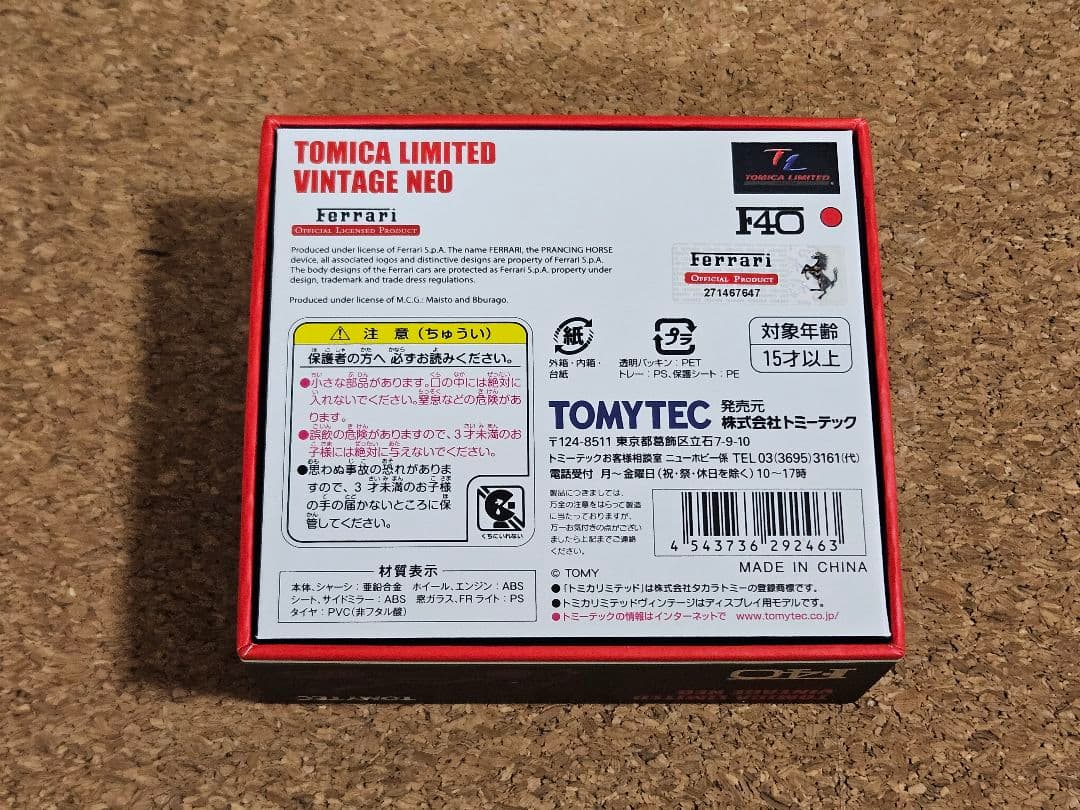 TOMICA LIMITED
VINTAGE NEO
TL
TOMICA LIMITED
Ferrari
OFFICIAL LICENSED PRODUCT
F40
Produced under license of Ferrari S.p.A. The name FERRARI, the PRANCING HORSE
device, all associated logos and distinctive designs are property of Ferrari S.p.A.
The body designs of the Ferrari cars are protected as Ferrari S.p.A. property under
design, trademark and trade dress regulations.
Produced under license of M.C.G.: Maisto and Bburago.
Ferrari
OFFICIAL PRODUCT
271467647
注 意(ちゅうい)
保護者の方へ 必ずお読みください。
●小さな部品があります。口の中には絶対に
入れないでください。窒息などの危険があ
ります。
●誤飲の危険がありますので、3才未満のお
子様には絶対に与えないでください。
●思わぬ事故の恐れがありま
すので、3 才未満のお子様
の手の届かないところに保
管してください。
くちにいれない
材質表示
本体、シャーシ:亜鉛合金 ホイール、エンジン:ABS
シート、サイドミラー:ABS 窓ガラス、FRライト:PS
タイヤ:PVC(非フタル酸)
紙
外箱・内箱・
台紙
プラ
透明パッキン:PET
トレー:PS、保護シート:PE
対象年齢
15才以上
TOMYTEC 発売元
株式会社トミーテック
〒124-8511 東京都葛飾区立石7-9-10
トミーテックお客様相談室 ニューホビー係 TEL 03(3695)3161(代)
電話受付 月~金曜日(祝・祭・休日を除く)10~17時
製品につきましては、
万全の注意をはらって製造
に当たっておりますが、
万一お気付きの点がござい
ましたら上記までご連絡
ください。
4 543736 292463
MADE IN CHINA
© TOMY
●「トミカリミテッド」は株式会社タカラトミーの登録商標です。
●トミカリミテッドヴィンテージはディスプレイ用モデルです。
●トミーテックの情報はインターネットで www.tomytec.co.jp/
F40
TOMICA LIMITED
VINTAGE NEO
TOMYTEC